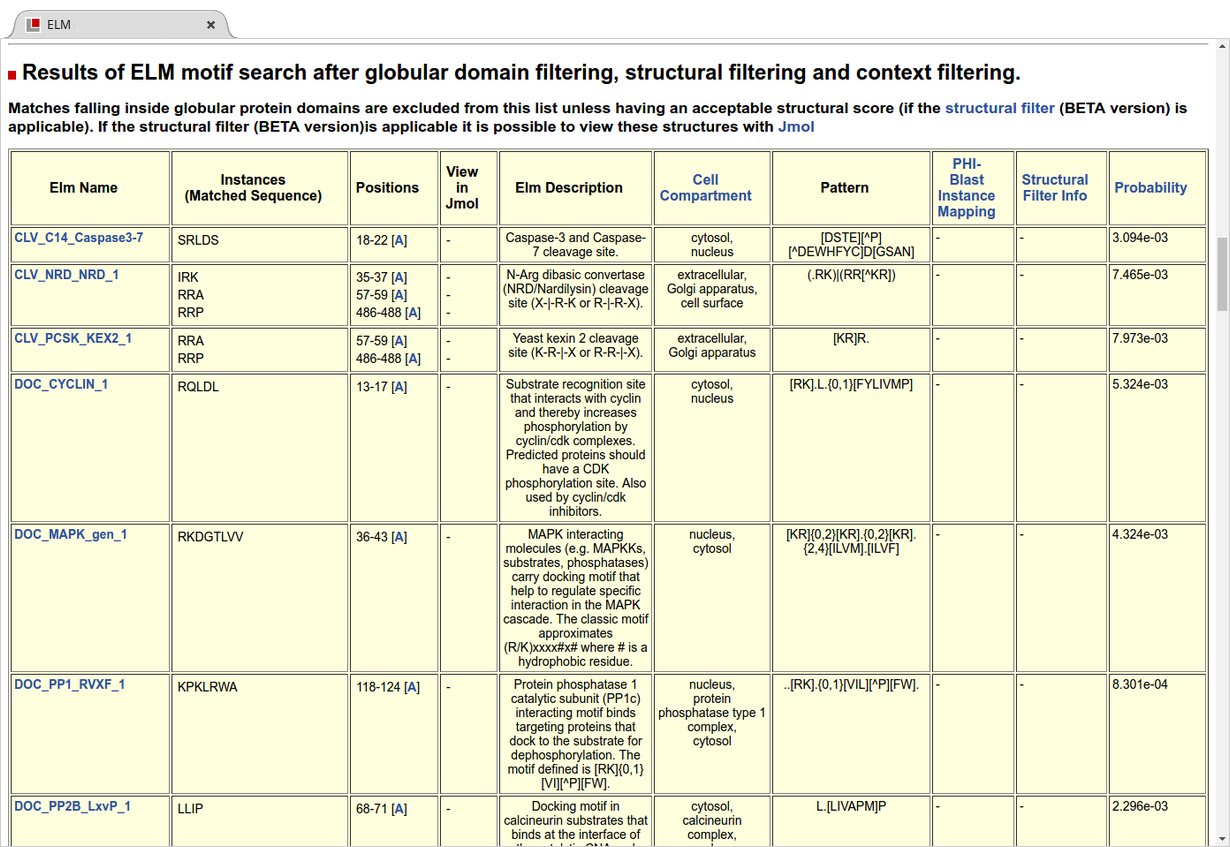 ELM
Results of ELM motif search after globular domain filtering, structural filtering and context filtering.
Matches falling inside globular protein domains are excluded from this list unless having an acceptable structural score (if the structural filter (BETA version) is
applicable). If the structural filter (BETA version)is applicable it is possible to view these structures with Jmol
Elm Name
Instances
(Matched Sequence)
Positions
View
in
Jmol
Elm Description
Cell
Compartment
Pattern
PHI-
Blast
Instance
Mapping
Structural
Filter Info
Probability
CLV_C14_Caspase3-7
SRLDS
18-22 [A]
-
Caspase-3 and Caspase-
7 cleavage site.
cytosol,
nucleus
[DSTE][^P]
[^DEWHFYC]D[GSAN]
-
-
3.094e-03
CLV_NRD_NRD_1
IRK
RRA
RRP
35-37 [A]
57-59 [A]
486-488 [A]
-
-
-
N-Arg dibasic convertase
(NRD/Nardilysin) cleavage
site (X-|-R-K or R-|-R-X).
extracellular,
Golgi apparatus,
cell surface
(.RK)|(RR[^KR])
-
-
7.465e-03
CLV_PCSK_KEX2_1
RRA
RRP
57-59 [A]
486-488 [A]
-
-
Yeast kexin 2 cleavage
site (K-R-|-X or R-R-|-X).
extracellular,
Golgi apparatus
[KR]R.
-
-
7.973e-03
DOC_CYCLIN_1
RQLDL
13-17 [A]
-
Substrate recognition site
that interacts with cyclin
and thereby increases
phosphorylation by
cyclin/cdk complexes.
Predicted proteins should
have a CDK
phosphorylation site. Also
used by cyclin/cdk
inhibitors.
cytosol,
nucleus
[RK].L.{0,1}[FYLIVMP]
-
-
5.324e-03
DOC_MAPK_gen_1
RKDGTLVV
36-43 [A]
-
MAPK interacting
molecules (e.g. MAPKKs,
substrates, phosphatases)
carry docking motif that
help to regulate specific
interaction in the MAPK
cascade. The classic motif
approximates
(R/K)xxxx#x# where # is a
hydrophobic residue.
nucleus,
cytosol
[KR]{0,2}[KR].{0,2}[KR].
{2,4}[ILVM].[ILVF]
-
-
4.324e-03
DOC_PP1_RVXF_1
KPKLRWA
118-124 [A]
-
Protein phosphatase 1
catalytic subunit (PP1c)
interacting motif binds
targeting proteins that
dock to the substrate for
dephosphorylation. The
motif defined is [RK]{0,1}
[VI][^P][FW].
nucleus,
protein
phosphatase type 1
complex,
cytosol
..[RK].{0,1}[VIL][^P][FW].
-
-
8.301e-04
DOC_PP2B_LxvP_1
LLIP
68-71 [A]
-
Docking motif in
calcineurin substrates that
binds at the interface of
cytosol,
calcineurin
complex,
L.[LIVAPM]P
-
-
2.296e-03